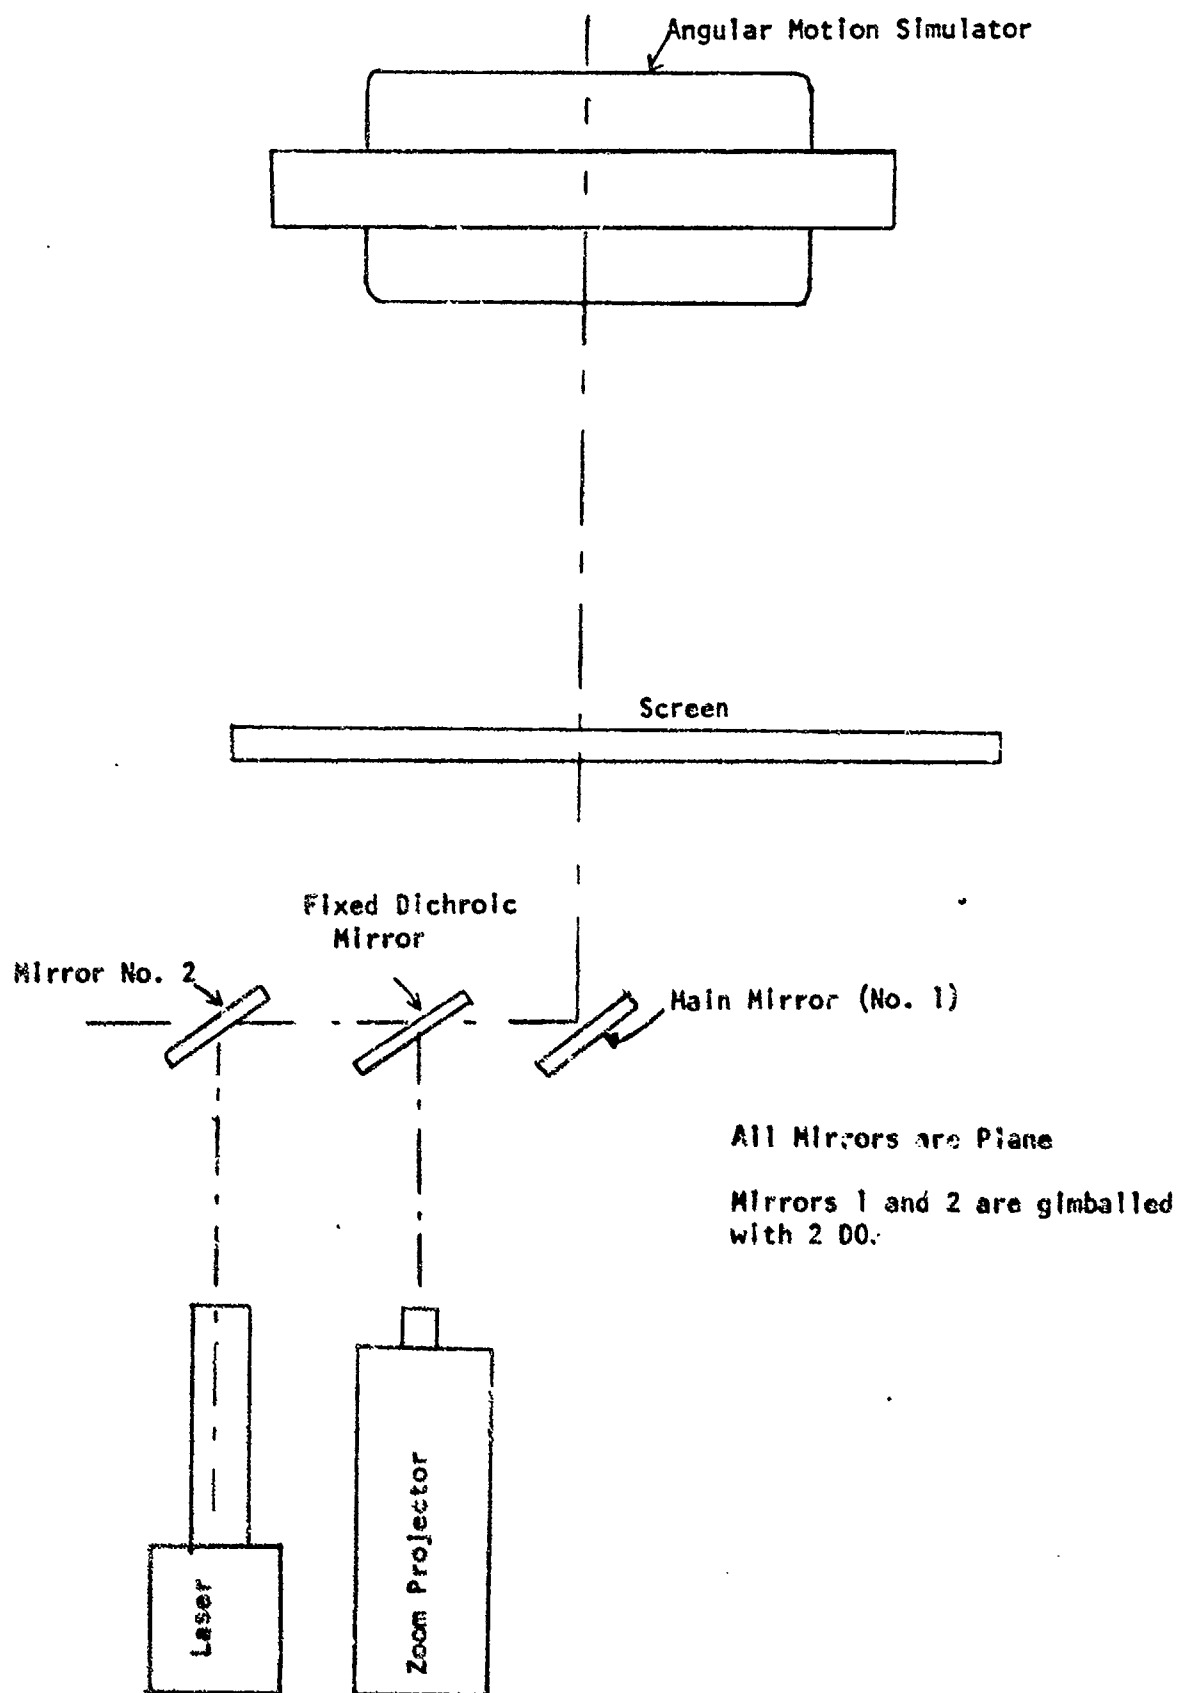 Angular Motion Simulator
Screen
Fixed Dichroic
Mirror
Mirror No. 2
Main Mirror (No. 1)
All Mirrors are Plane
Mirrors 1 and 2 are gimballed
with 2 DO.
Laser
Zoom Projector